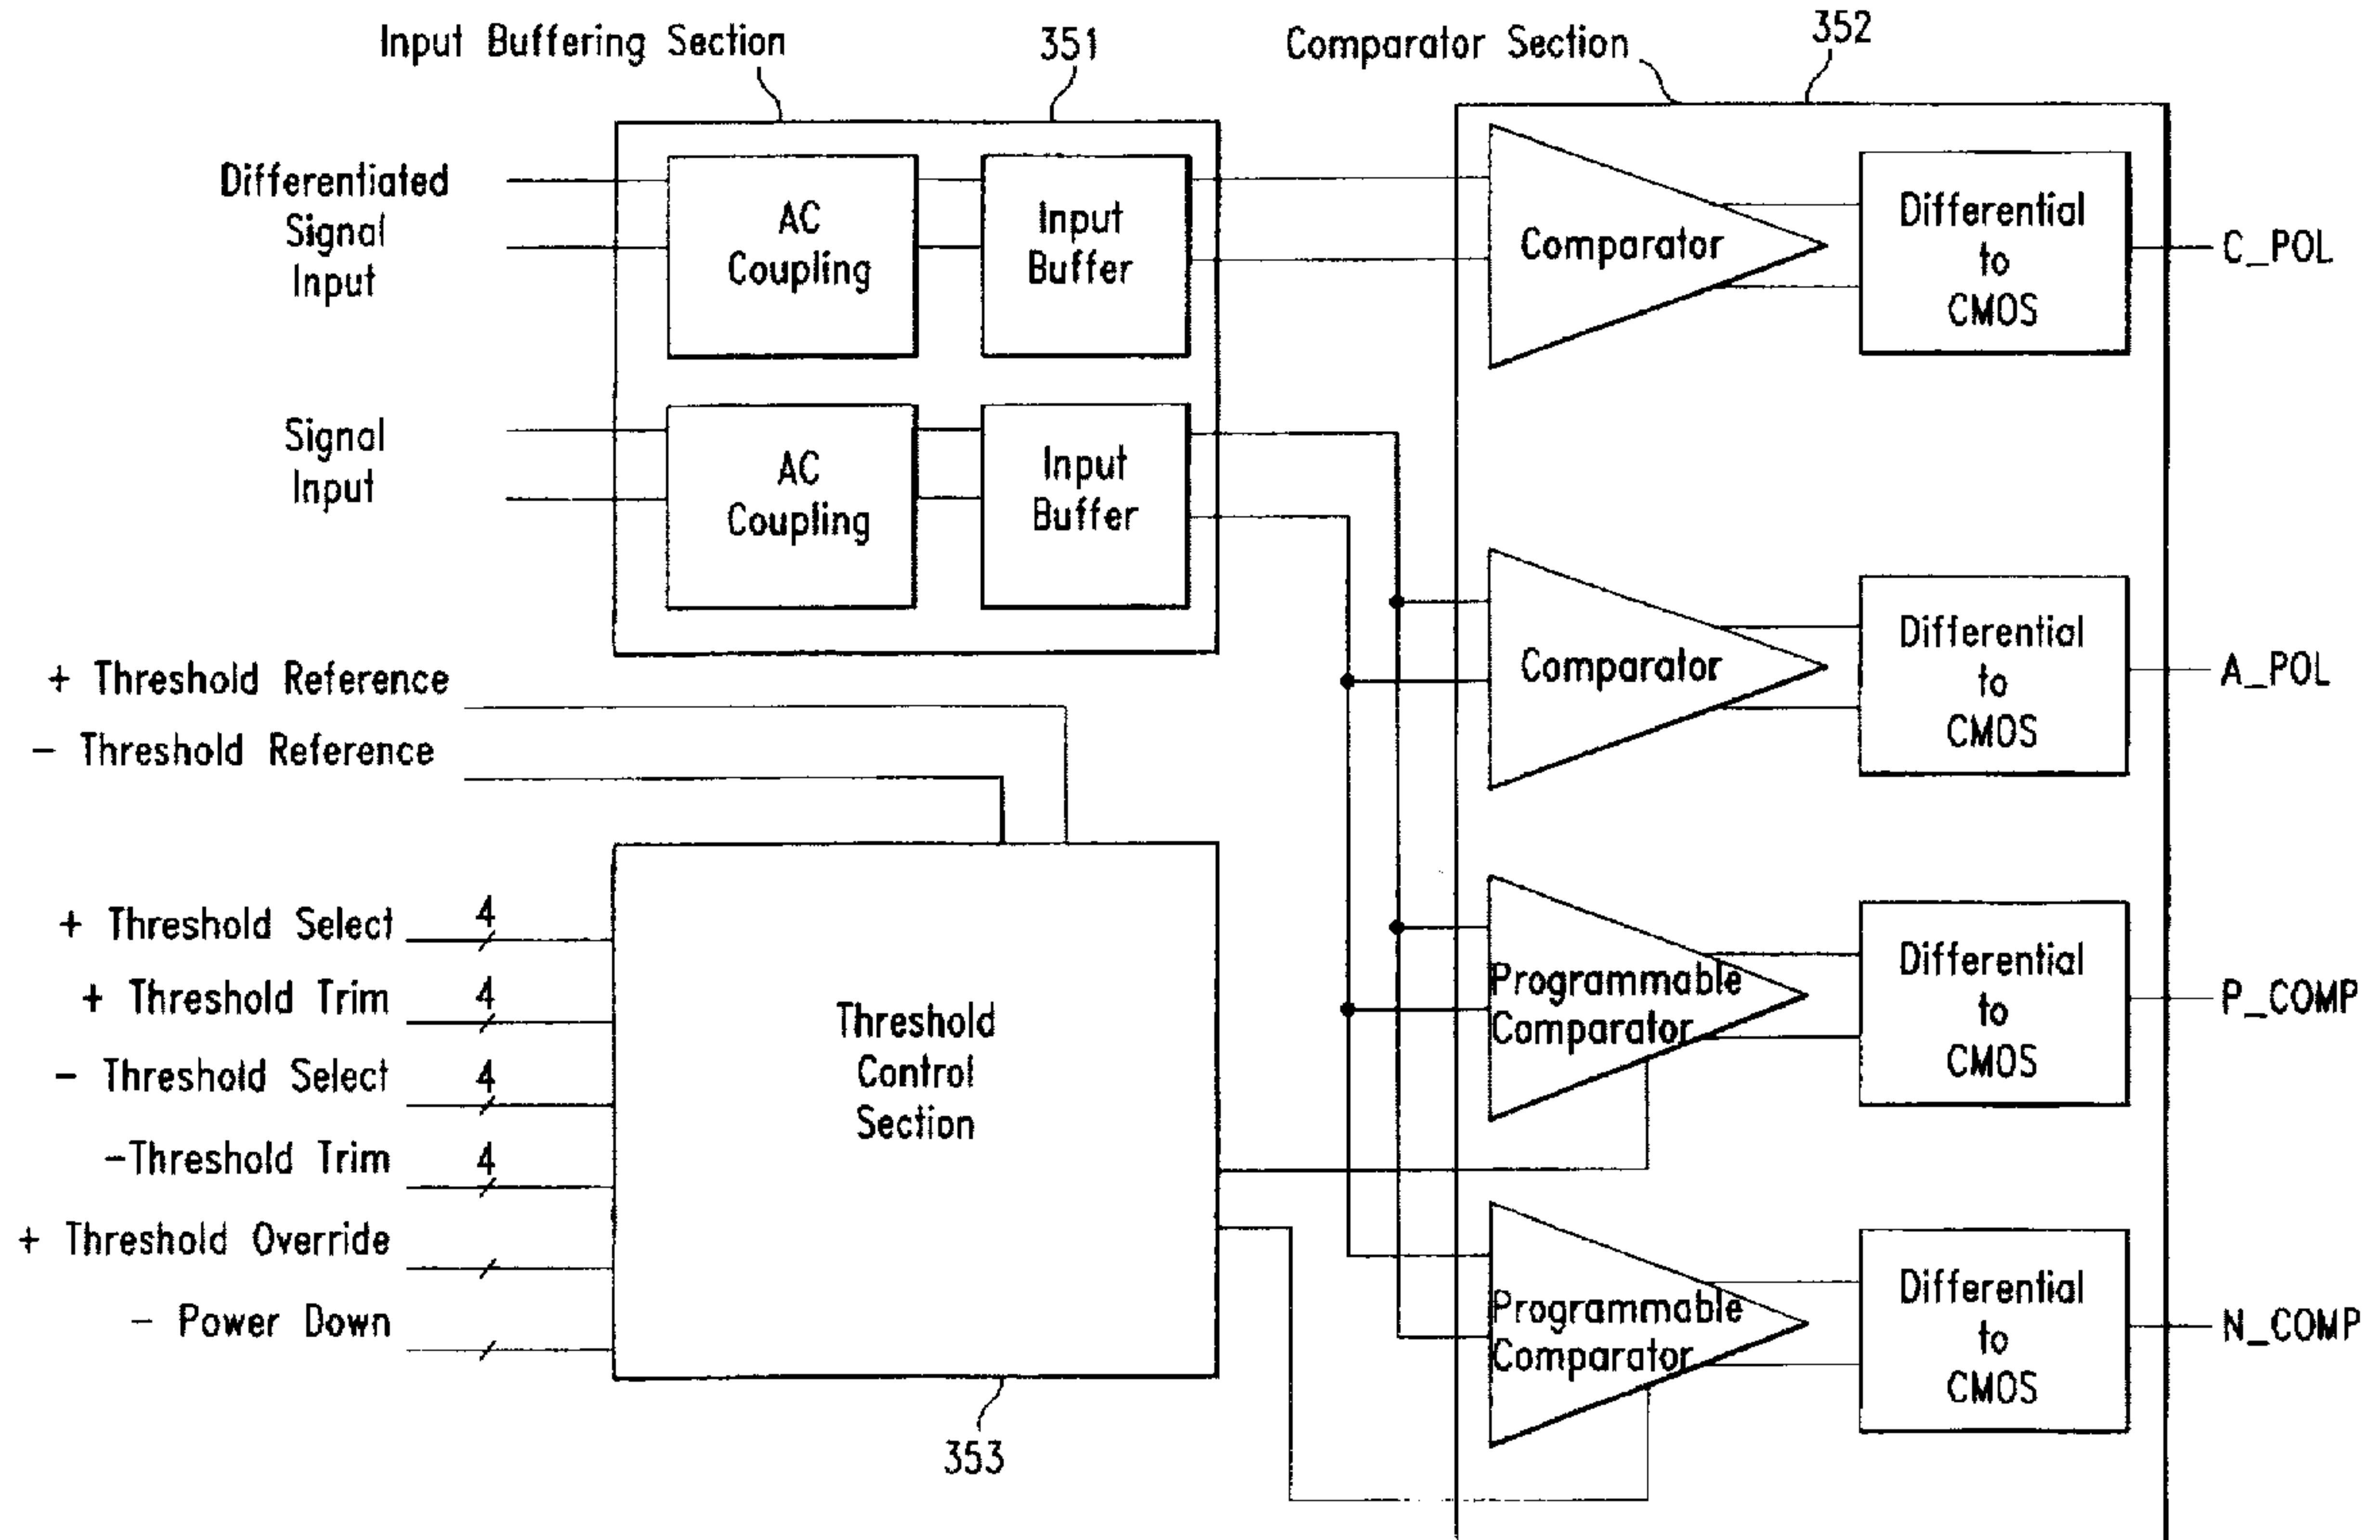 Input Buffering Section
351
Comparator Section
352
Differentiated
Signal
Input
AC
Coupling
Input
Buffer
Comparator
Differential
to
CMOS
C_POL
Signal
Input
AC
Coupling
Input
Buffer
Comparator
Differential
to
CMOS
A_POL
+ Threshold Reference
- Threshold Reference
+ Threshold Select
4
+ Threshold Trim
4
- Threshold Select
4
-Threshold Trim
4
+ Threshold Override
- Power Down
Threshold
Control
Section
353
Programmable
Comparator
Differential
to
CMOS
P_COMP
Programmable
Comparator
Differential
to
CMOS
N_COMP